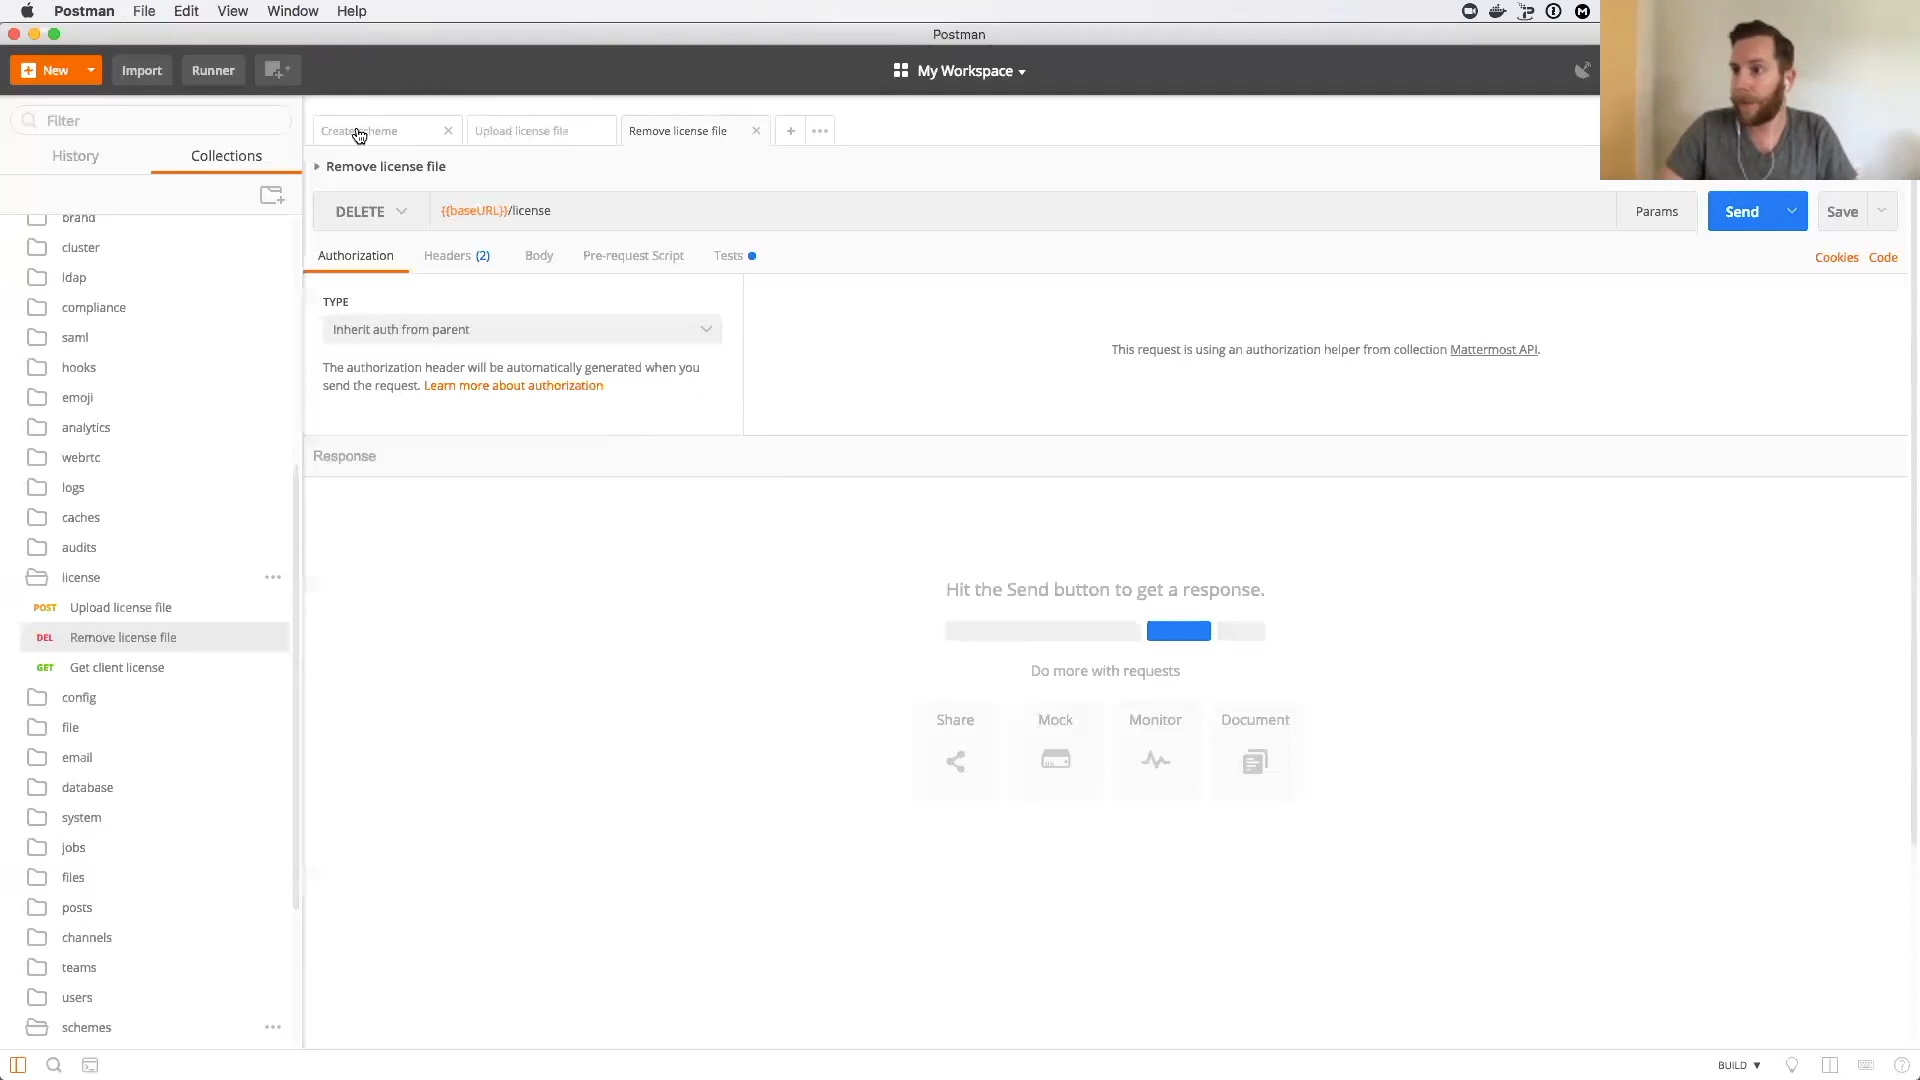 Postman File Edit View Window Help
Postman
New Import Runner My Workspace
Filter
Upload license file Remove license file
History Collections
Remove license file
DELETE {{baseURL}}/license Params Send Save
Authorization Headers (2) Body Pre-request Script Tests Cookies Code
TYPE
Inherit auth from parent
The authorization header will be automatically generated when you
send the request. Learn more about authorization
This request is using an authorization helper from collection Mattermost API.
Response
Hit the Send button to get a response.
Do more with requests
Share Mock Monitor Document
brand
cluster
ldap
compliance
saml
hooks
emoji
analytics
webrtc
logs
caches
audits
license
POST Upload license file
DEL Remove license file
GET Get client license
config
file
email
database
system
jobs
files
posts
channels
teams
users
schemes
BUILD